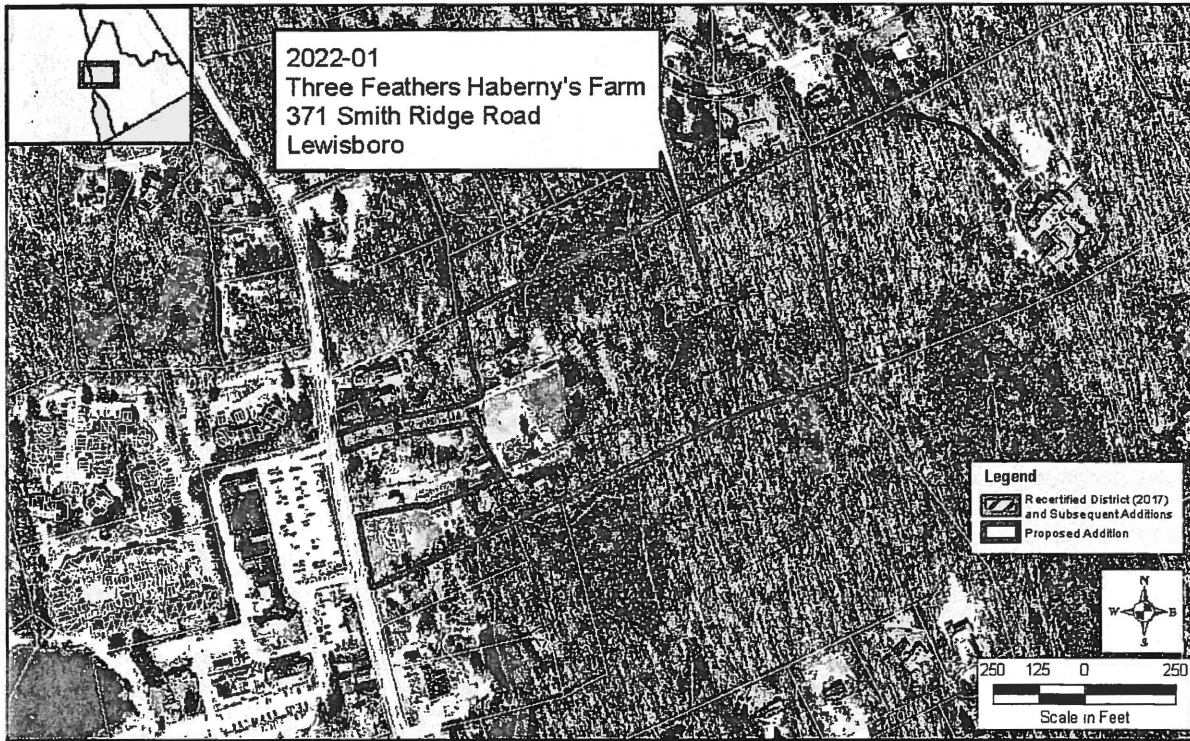 2022-01
Three Feathers Haberny's Farm
371 Smith Ridge Road
Lewisboro
Legend
Recertified District (2017)
and Subsequent Additions
Proposed Addition
N
W E
S
250 125 0 250
Scale in Feet